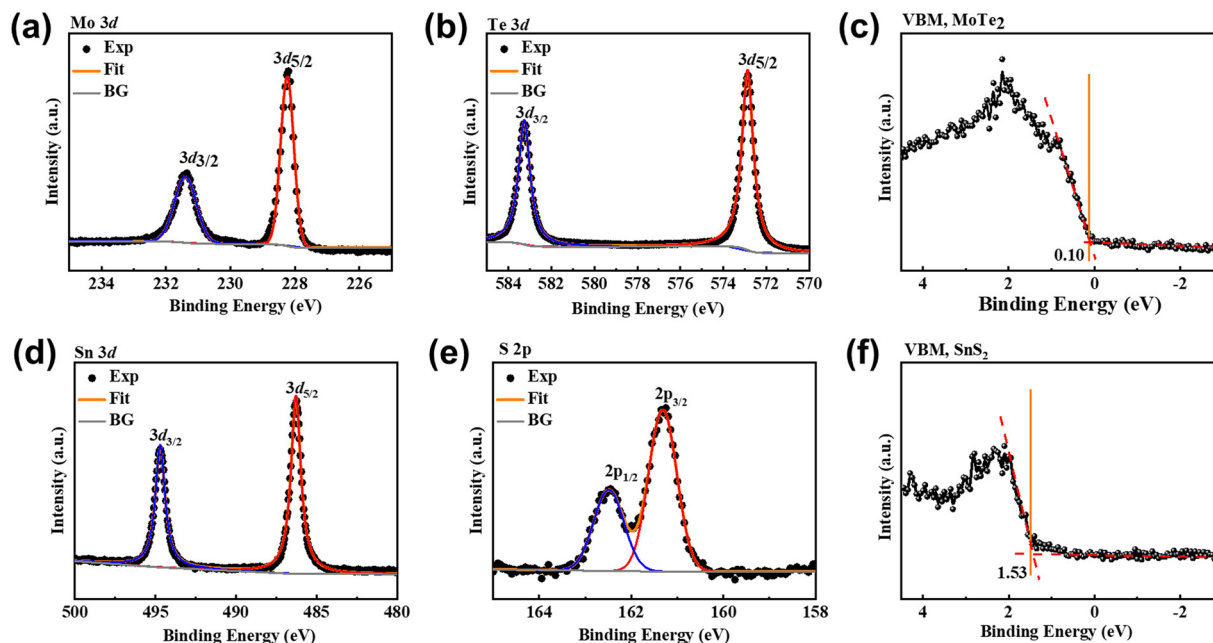 (a)
Mo 3d
Exp
Fit
BG
3d5/2
3d3/2
Intensity (a.u.)
234 231 228 226
Binding Energy (eV)
(b)
Te 3d
Exp
Fit
BG
3d5/2
3d3/2
Intensity (a.u.)
584 582 580 578 576 574 572 570
Binding Energy (eV)
(c)
VBM, MoTe2
Intensity (a.u.)
0.10
4 2 0 -2
Binding Energy (eV)
(d)
Sn 3d
Exp
Fit
BG
3d5/2
3d3/2
Intensity (a.u.)
500 495 490 485 480
Binding Energy (eV)
(e)
S 2p
Exp
Fit
BG
2p3/2
2p1/2
Intensity (a.u.)
164 162 160 158
Binding Energy (eV)
(f)
VBM, SnS2
Intensity (a.u.)
1.53
4 2 0 -2
Binding Energy (eV)